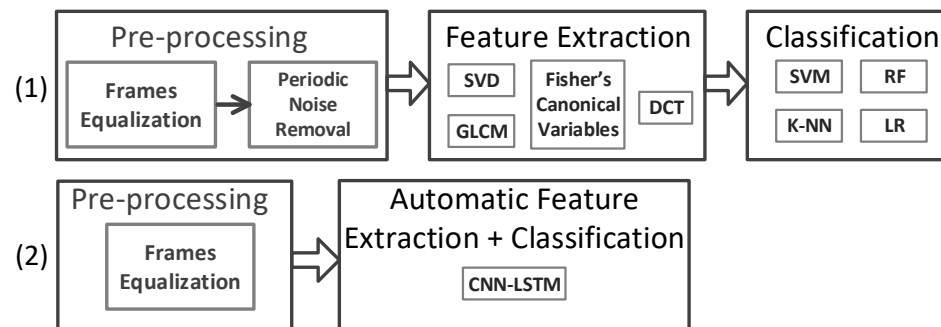 (1)
Pre-processing
Frames
Equalization
Periodic
Noise
Removal
Feature Extraction
SVD
GLCM
Fisher's
Canonical
Variables
DCT
Classification
SVM
RF
K-NN
LR
(2)
Pre-processing
Frames
Equalization
Automatic Feature
Extraction + Classification
CNN-LSTM